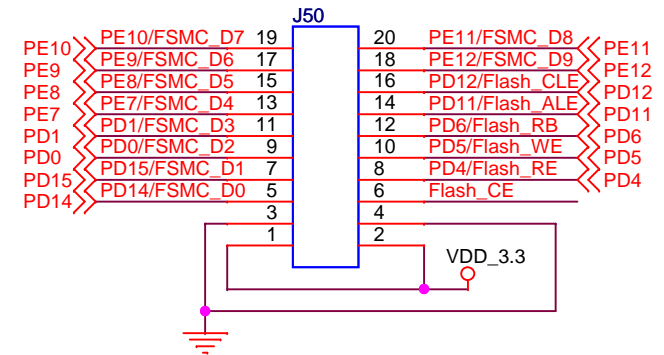 J50
PE10 PE10/FSMC_D7 19 20 PE11/FSMC_D8 PE11
PE9 PE9/FSMC_D6 17 18 PE12/FSMC_D9 PE12
PE8 PE8/FSMC_D5 15 16 PD12/Flash_CLE PD12
PE7 PE7/FSMC_D4 13 14 PD11/Flash_ALE PD11
PD1 PD1/FSMC_D3 11 12 PD6/Flash_RB PD6
PD0 PD0/FSMC_D2 9 10 PD5/Flash_WE PD5
PD15 PD15/FSMC_D1 7 8 PD4/Flash_RE PD4
PD14 PD14/FSMC_D0 5 6 Flash_CE
3 4
1 2
VDD_3.3